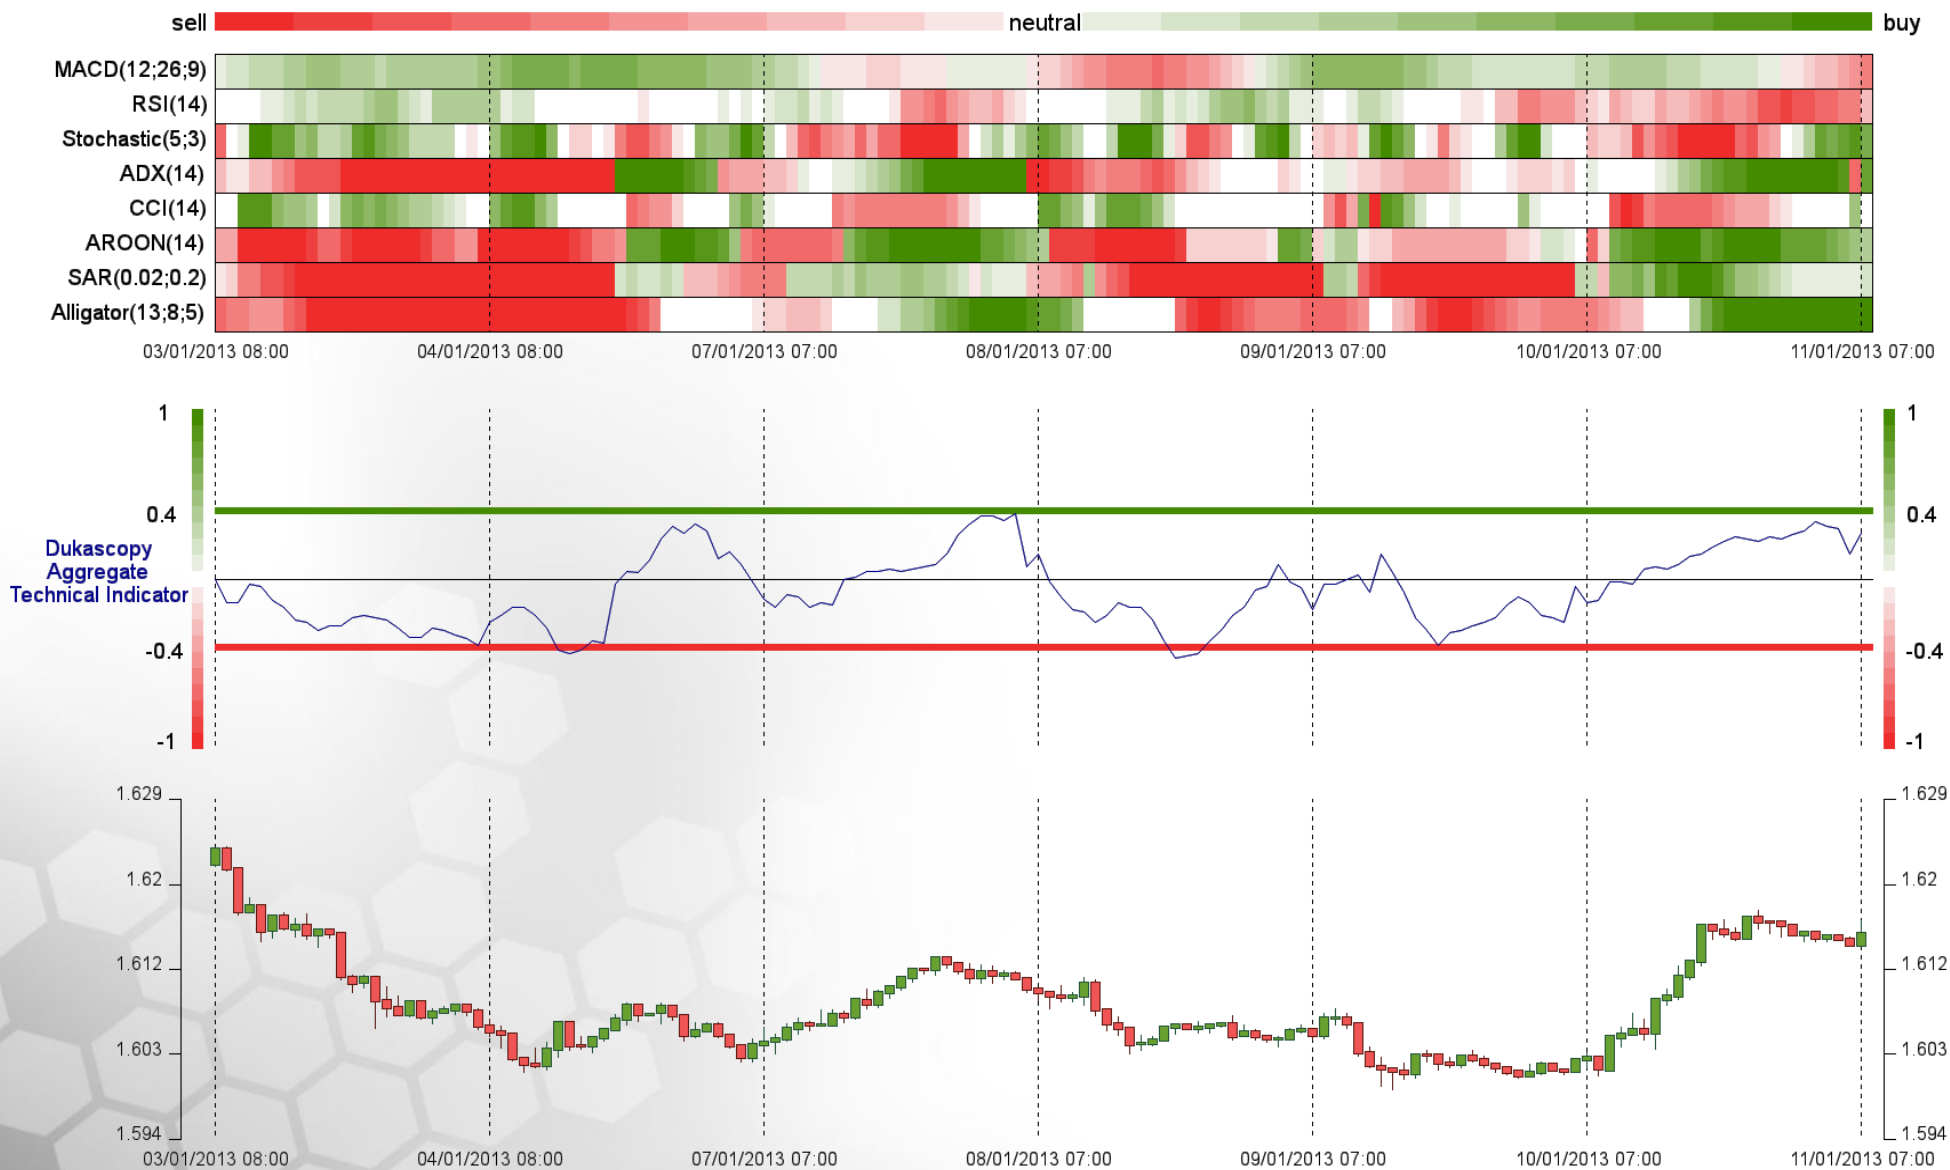 sell neutral buy
MACD(12;26;9)
RSI(14)
Stochastic(5;3)
ADX(14)
CCI(14)
AROON(14)
SAR(0.02;0.2)
Alligator(13;8;5)
03/01/2013 08:00 04/01/2013 08:00 07/01/2013 07:00 08/01/2013 07:00 09/01/2013 07:00 10/01/2013 07:00 11/01/2013 07:00
1 1
0.4 0.4
Dukascopy
Aggregate
Technical Indicator
-0.4 -0.4
-1 -1
1.629 1.629
1.62 1.62
1.612 1.612
1.603 1.603
1.594 1.594
03/01/2013 08:00 04/01/2013 08:00 07/01/2013 07:00 08/01/2013 07:00 09/01/2013 07:00 10/01/2013 07:00 11/01/2013 07:00